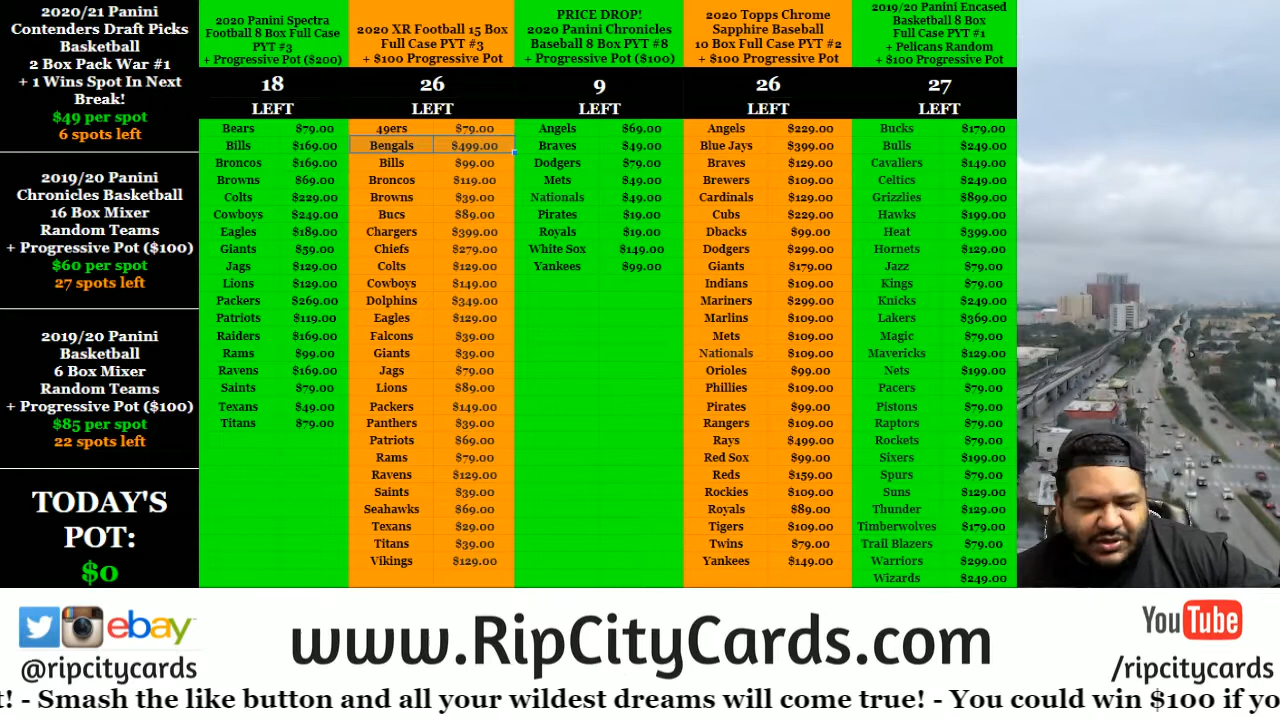 2020/21 Panini
Contenders Draft Picks
Basketball
2 Box Pack War #1
+ 1 Wins Spot In Next
Break!
$49 per spot
6 spots left
2019/20 Panini
Chronicles Basketball
16 Box Mixer
Random Teams
+ Progressive Pot ($100)
$60 per spot
27 spots left
2019/20 Panini
Basketball
6 Box Mixer
Random Teams
+ Progressive Pot ($100)
$85 per spot
22 spots left
TODAY'S
POT:
$0
2020 Panini Spectra
Football 8 Box Full Case
PYT #3
+ Progressive Pot ($200)
18
LEFT
Bears $79.00
Bills $169.00
Broncos $169.00
Browns $69.00
Colts $229.00
Cowboys $249.00
Eagles $189.00
Giants $59.00
Jags $129.00
Lions $129.00
Packers $269.00
Patriots $119.00
Raiders $169.00
Rams $99.00
Ravens $169.00
Saints $79.00
Texans $49.00
Titans $79.00
2020 XR Football 15 Box
Full Case PYT #3
+ $100 Progressive Pot
26
LEFT
49ers $79.00
Bengals $499.00
Bills $99.00
Broncos $119.00
Browns $39.00
Bucs $89.00
Chargers $399.00
Chiefs $279.00
Colts $129.00
Cowboys $149.00
Dolphins $349.00
Eagles $129.00
Falcons $39.00
Giants $39.00
Jags $79.00
Lions $89.00
Packers $149.00
Panthers $39.00
Patriots $69.00
Rams $79.00
Ravens $129.00
Saints $39.00
Seahawks $69.00
Texans $29.00
Titans $39.00
Vikings $129.00
PRICE DROP!
2020 Panini Chronicles
Baseball 8 Box PYT #8
+ Progressive Pot ($100)
9
LEFT
Angels $69.00
Braves $49.00
Dodgers $79.00
Mets $49.00
Nationals $49.00
Pirates $19.00
Royals $19.00
White Sox $149.00
Yankees $99.00
2020 Topps Chrome
Sapphire Baseball
10 Box Full Case PYT #2
+ $100 Progressive Pot
26
LEFT
Angels $229.00
Blue Jays $399.00
Braves $129.00
Brewers $109.00
Cardinals $129.00
Cubs $229.00
Dbacks $99.00
Dodgers $299.00
Giants $179.00
Indians $109.00
Mariners $299.00
Marlins $109.00
Mets $109.00
Nationals $109.00
Orioles $99.00
Phillies $109.00
Pirates $99.00
Rangers $109.00
Rays $499.00
Red Sox $99.00
Reds $159.00
Rockies $109.00
Royals $89.00
Tigers $109.00
Twins $79.00
Yankees $149.00
2019/20 Panini Encased
Basketball 8 Box
Full Case PYT #1
+ Pelicans Random
+ $100 Progressive Pot
27
LEFT
Bucks $179.00
Bulls $249.00
Cavaliers $149.00
Celtics $249.00
Grizzlies $899.00
Hawks $199.00
Heat $399.00
Hornets $129.00
Jazz $79.00
Kings $79.00
Knicks $249.00
Lakers $369.00
Magic $79.00
Mavericks $129.00
Nets $199.00
Pacers $79.00
Pistons $79.00
Raptors $79.00
Rockets $79.00
Sixers $199.00
Spurs $79.00
Suns $129.00
Thunder $129.00
Timberwolves $179.00
Trail Blazers $79.00
Warriors $299.00
Wizards $249.00
ebay
@ripcitycards
www.RipCityCards.com
YouTube
/ripcitycards
t! - Smash the like button and all your wildest dreams will come true! - You could win $100 if yo